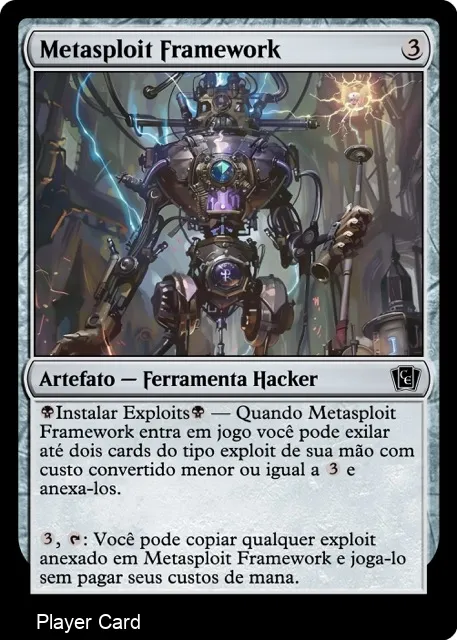 Metasploit Framework 3
Artefato — Ferramenta Hacker
CE
Instalar Exploits — Quando Metasploit
Framework entra em jogo você pode exilar
até dois cards do tipo exploit de sua mão com
custo convertido menor ou igual a 3 e
anexa-los.
3, : Você pode copiar qualquer exploit
anexado em Metasploit Framework e joga-lo
sem pagar seus custos de mana.
Player Card